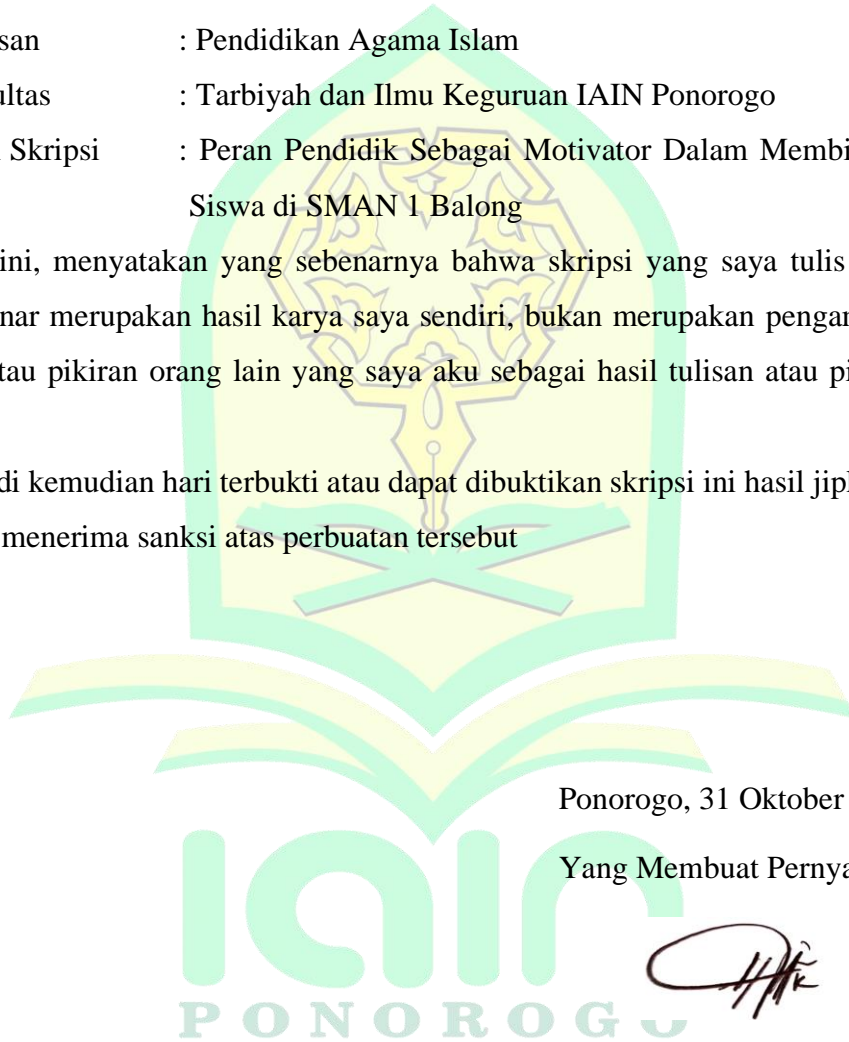 san : Pendidikan Agama Islam
ultas : Tarbiyah dan Ilmu Keguruan IAIN Ponorogo
Skripsi : Peran Pendidik Sebagai Motivator Dalam Membi
Siswa di SMAN 1 Balong
ini, menyatakan yang sebenarnya bahwa skripsi yang saya tulis
nar merupakan hasil karya saya sendiri, bukan merupakan pengar
tau pikiran orang lain yang saya aku sebagai hasil tulisan atau pi
di kemudian hari terbukti atau dapat dibuktikan skripsi ini hasil jipl
menerima sanksi atas perbuatan tersebut
Ponorogo, 31 Oktober
Yang Membuat Pernya
iain
PONOROGO